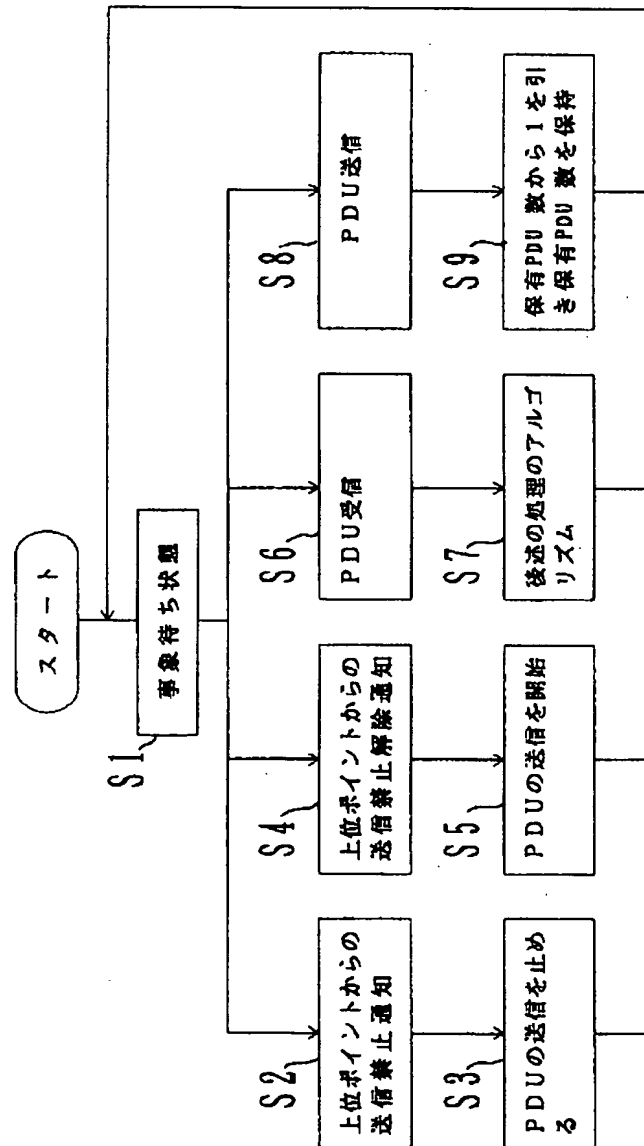 スタート
S1
事象待ち状態
S2
上位ポイントからの
送信禁止通知
S4
上位ポイントからの
送信禁止解除通知
S6
PDU受信
S8
PDU送信
S3
PDUの送信を止め
る
S5
PDUの送信を開始
S7
後述の処理のアルゴ
リズム
S9
保有PDU 数から1を引
き保有PDU 数を保持